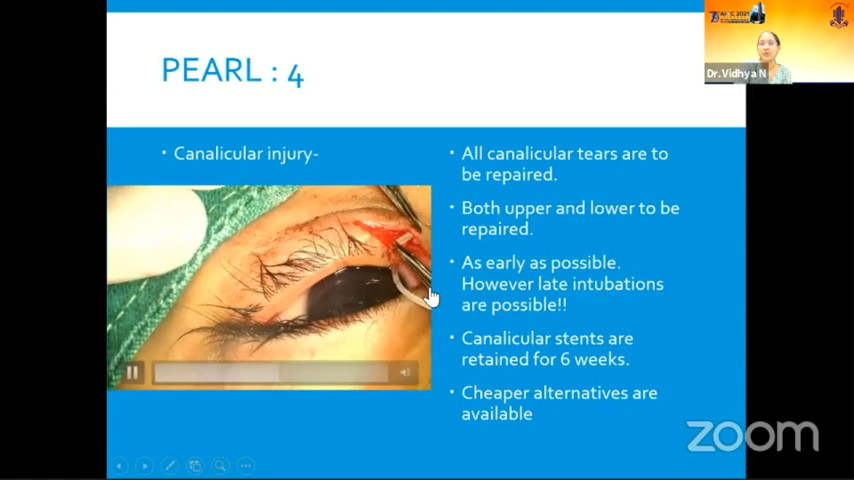 PEARL : 4
Canalicular injury-
All canalicular tears are to
be repaired.
Both upper and lower to be
repaired.
As early as possible.
However late intubations
are possible!!
Canalicular stents are
retained for 6 weeks.
Cheaper alternatives are
available
2021
Dr.Vidhya N
zoom